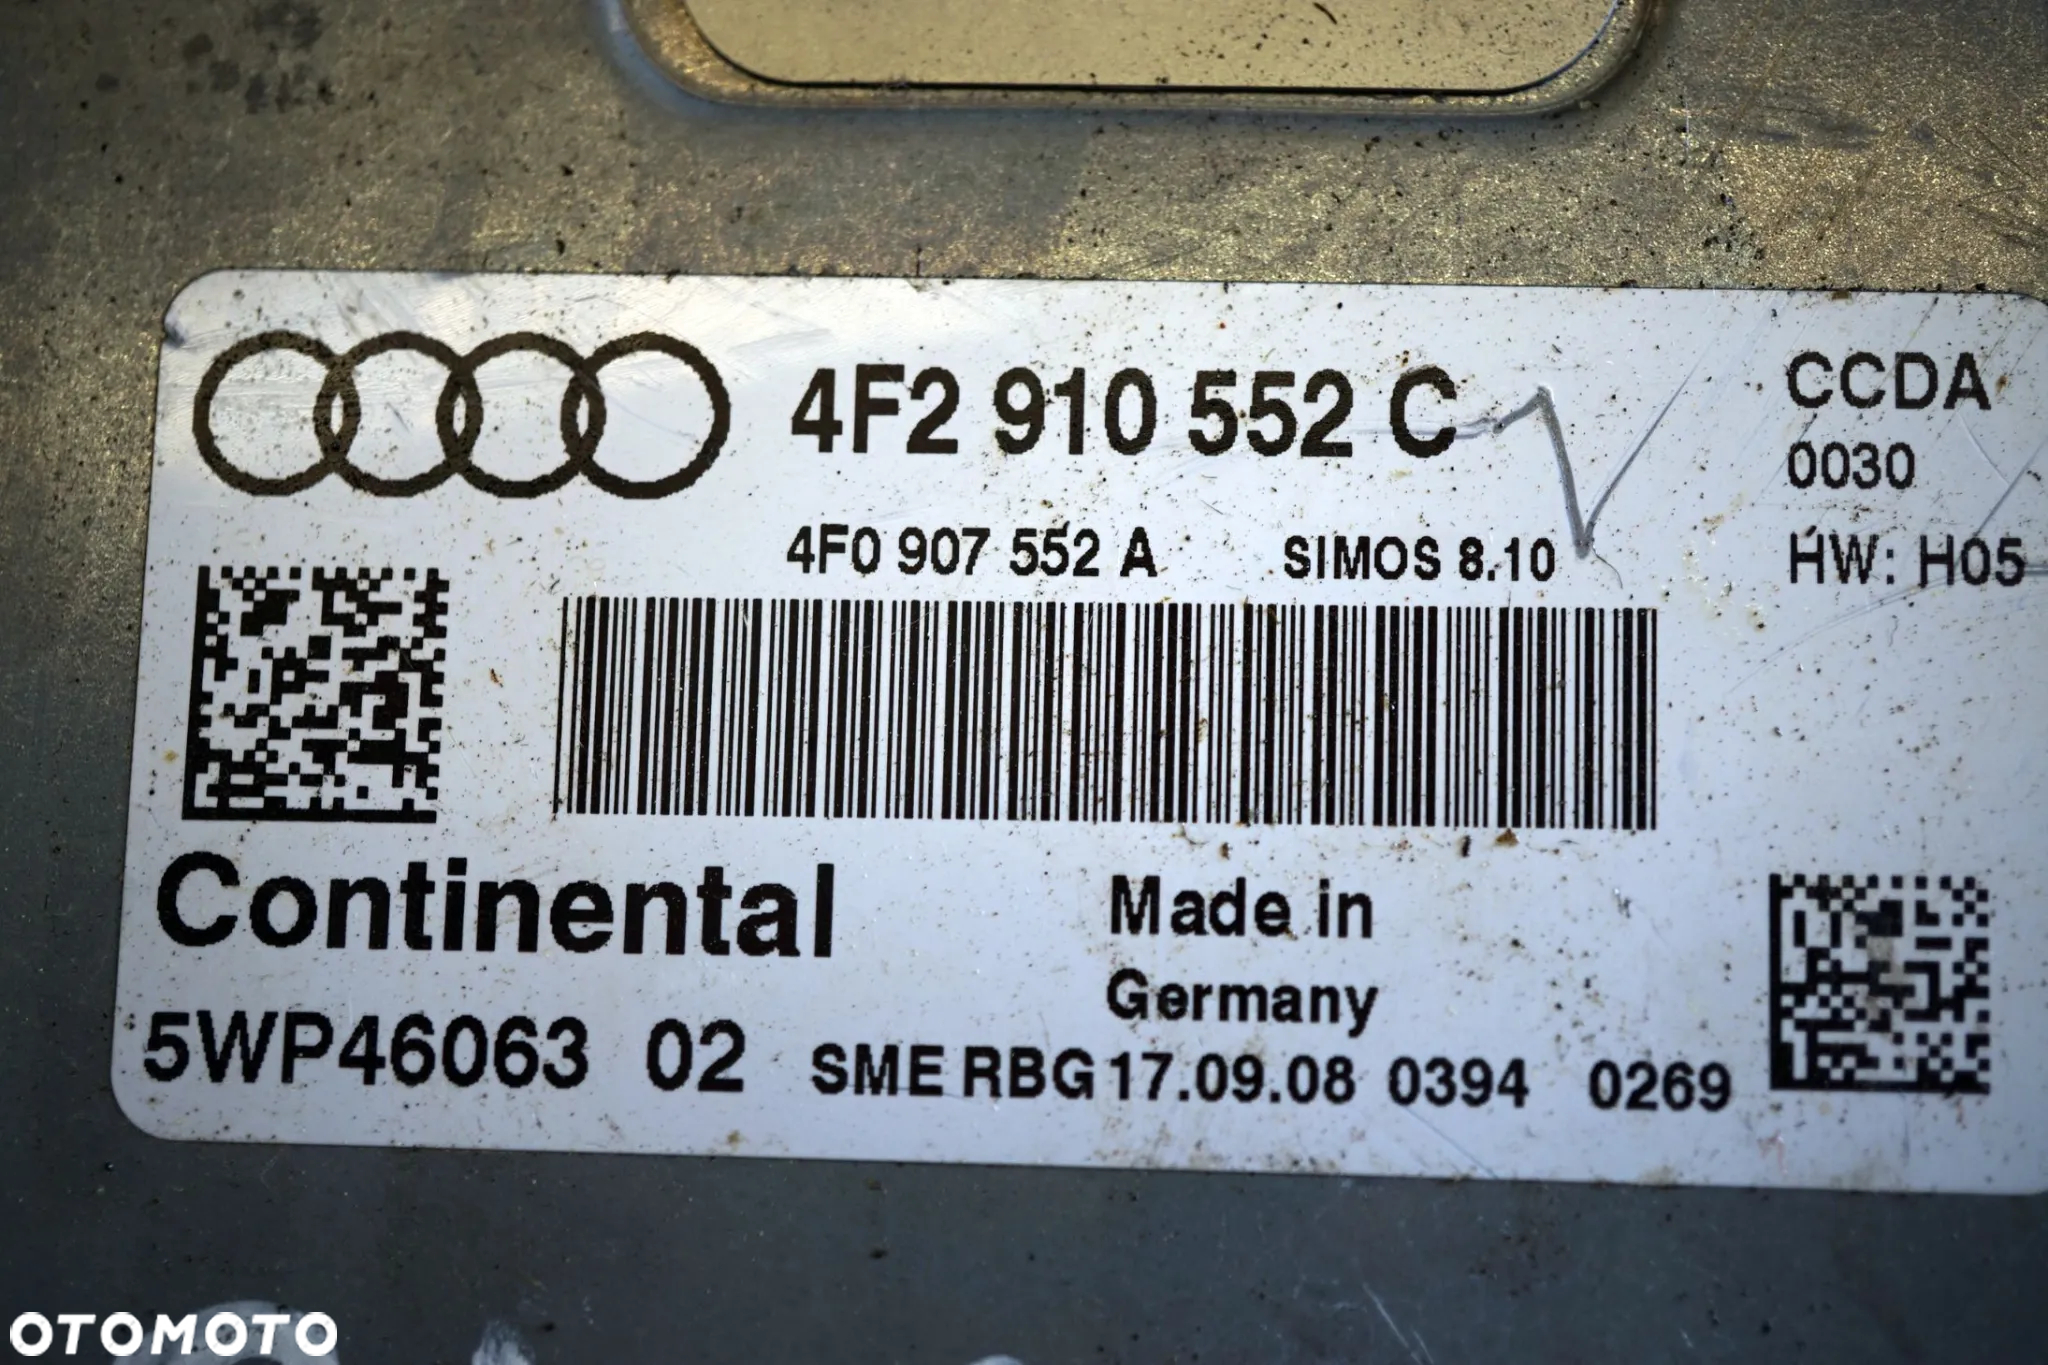 4F2 910 552 C
CCDA
0030
4F0 907 552 A SIMOS 8.10
HW: H05
Continental
Made in
Germany
5WP46063 02 SME RBG 17.09.08 0394 0269
OTOMOTO